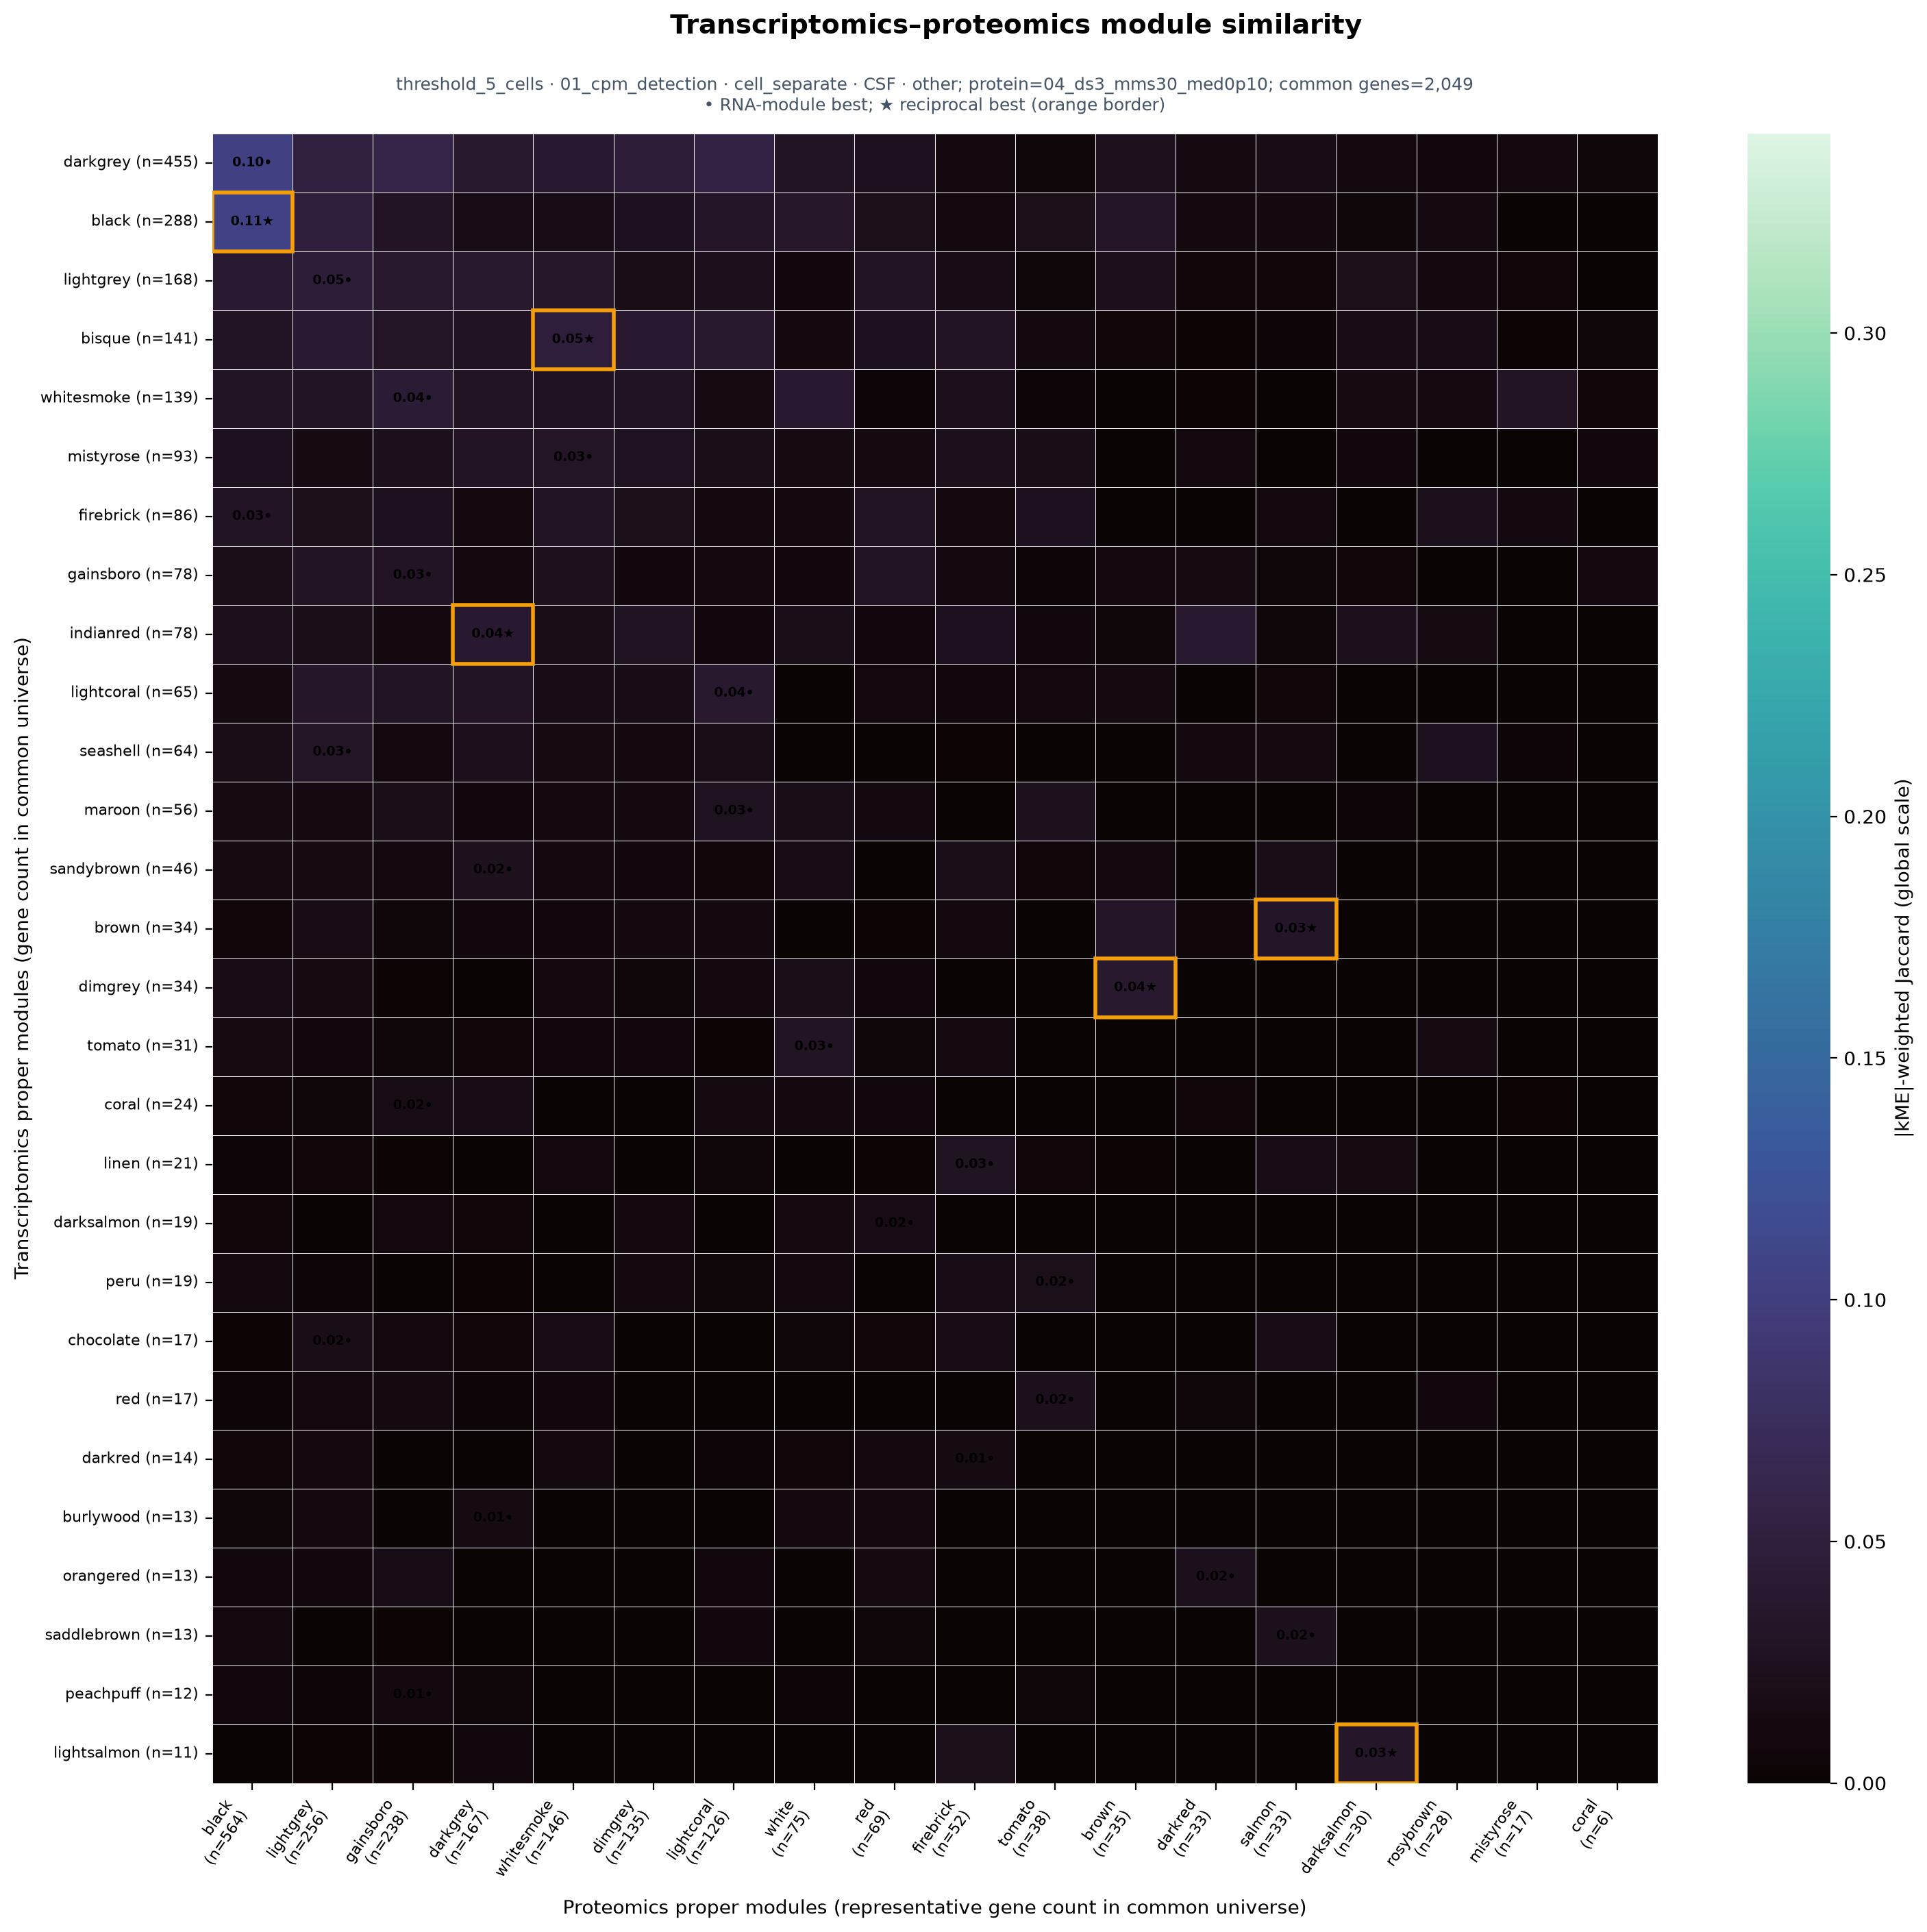 Transcriptomics–proteomics module similarity
threshold_5_cells · 01_cpm_detection · cell_separate · CSF · other; protein=04_ds3_mms30_med0p10; common genes=2,049
• RNA-module best; ★ reciprocal best (orange border)
Transcriptomics proper modules (gene count in common universe)
darkgrey (n=455)
0.10•
black (n=288)
0.11★
lightgrey (n=168)
0.05•
bisque (n=141)
0.05★
whitesmoke (n=139)
0.04•
mistyrose (n=93)
0.03•
firebrick (n=86)
0.03•
gainsboro (n=78)
0.03•
indianred (n=78)
0.04★
lightcoral (n=65)
0.04•
seashell (n=64)
0.03•
maroon (n=56)
0.03•
sandybrown (n=46)
0.02•
brown (n=34)
0.03★
dimgrey (n=34)
0.04★
tomato (n=31)
0.03•
coral (n=24)
0.02•
linen (n=21)
0.03•
darksalmon (n=19)
0.02•
peru (n=19)
0.02•
chocolate (n=17)
0.02•
red (n=17)
0.02•
darkred (n=14)
0.01•
burlywood (n=13)
0.01•
orangered (n=13)
0.02•
saddlebrown (n=13)
0.02•
peachpuff (n=12)
0.01•
lightsalmon (n=11)
0.03★
black
(n=564)
lightgrey
(n=256)
gainsboro
(n=238)
darkgrey
(n=167)
whitesmoke
(n=146)
dimgrey
(n=135)
lightcoral
(n=126)
white
(n=75)
red
(n=69)
firebrick
(n=52)
tomato
(n=38)
brown
(n=35)
darkred
(n=33)
salmon
(n=33)
darksalmon
(n=30)
rosybrown
(n=28)
mistyrose
(n=17)
coral
(n=6)
Proteomics proper modules (representative gene count in common universe)
0.30
0.25
0.20
0.15
0.10
0.05
0.00
|kME|-weighted Jaccard (global scale)